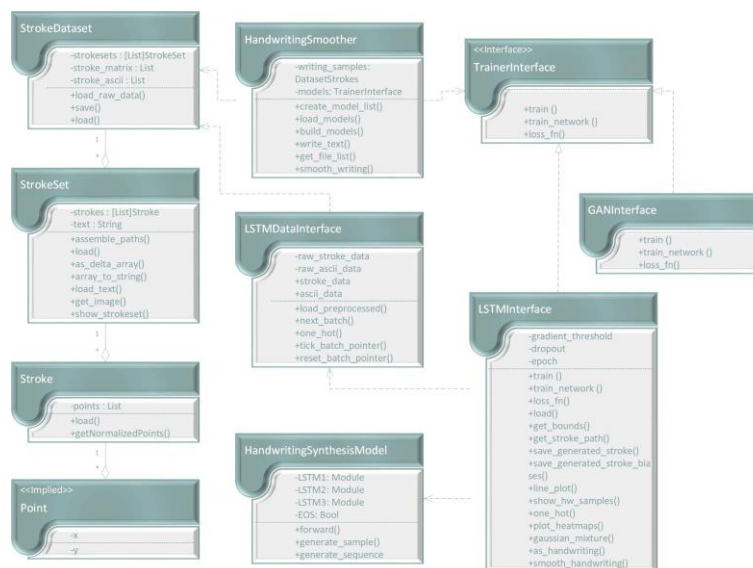 StrokeDataset
-strokesets : [List]StrokeSet
-stroke_matrix : List
-stroke_ascii : List
+load_raw_data()
+save()
+load()
1
*
StrokeSet
-strokes : [List]Stroke
-text : String
+assemble_paths()
+load()
+as_delta_array()
+array_to_string()
+load_text()
+get_image()
+show_strokeset()
1
*
Stroke
-points : List
+load()
+getNormalizedPoints()
1
*
<<Implied>>
Point
-x
-y
HandwritingSmoother
-writing_samples:
DatasetStrokes
-models: TrainerInterface
+create_model_list()
+load_models()
+build_models()
+write_text()
+get_file_list()
+smooth_writing()
LSTMDataInterface
-raw_stroke_data
-raw_ascii_data
+stroke_data
+ascii_data
+load_preprocessed()
+next_batch()
+one_hot()
+tick_batch_pointer()
+reset_batch_pointer()
HandwritingSynthesisModel
-LSTM1: Module
-LSTM2: Module
-LSTM3: Module
-EOS: Bool
+forward()
+generate_sample()
+generate_sequence
<<Interface>>
TrainerInterface
+train ()
+train_network ()
+loss_fn()
GANInterface
+train()
+train_network ()
+loss_fn()
LSTMInterface
-gradient_threshold
-dropout
-epoch
+train ()
+train_network ()
+loss_fn()
+load()
+get_bounds()
+get_stroke_path()
+save_generated_stroke()
+save_generated_stroke_bia
ses()
+line_plot()
+show_hw_samples()
+one_hot()
+plot_heatmaps()
+gaussian_mixture()
+as_handwriting()
+smooth_handwriting()